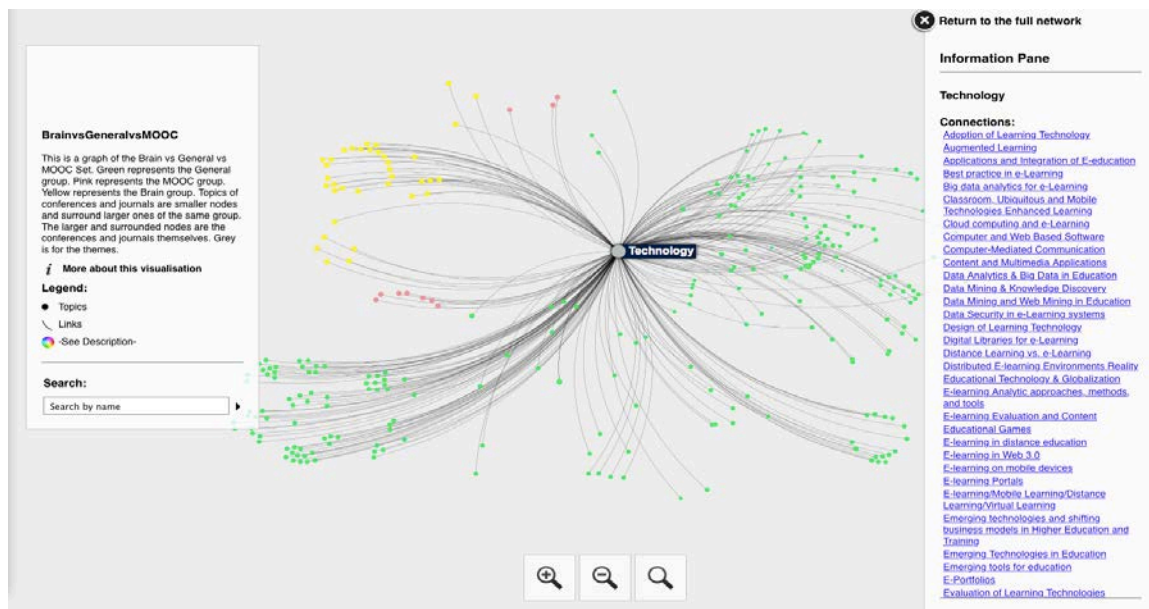 Return to the full network
BrainvsGeneralvsMOOC
This is a graph of the Brain vs General vs
MOOC Set. Green represents the General
group. Pink represents the MOOC group.
Yellow represents the Brain group. Topics of
conferences and journals are smaller nodes
and surround larger ones of the same group.
The larger and surrounded nodes are the
conferences and journals themselves. Grey
is for the themes.
i More about this visualisation
Legend:
Topics
Links
-See Description-
Search:
Search by name
Technology
Information Pane
Technology
Connections:
Adoption of Learning Technology
Augmented Learning
Applications and Integration of E-education
Best practice in e-Learning
Big data analytics for e-Learning
Classroom, Ubiquitous and Mobile
Technologies Enhanced Learning
Cloud computing and e-Learning
Computer and Web Based Software
Computer-Mediated Communication
Content and Multimedia Applications
Data Analytics & Big Data in Education
Data Mining & Knowledge Discovery
Data Mining and Web Mining in Education
Data Security in e-Learning systems
Design of Learning Technology
Digital Libraries for e-Learning
Distance Learning vs. e-Learning
Distributed E-learning Environments Reality
Educational Technology & Globalization
E-learning Analytic approaches, methods,
and tools
E-learning Evaluation and Content
Educational Games
E-learning in distance education
E-learning in Web 3.0
E-learning on mobile devices
E-learning Portals
E-learning/Mobile Learning/Distance
Learning/Virtual Learning
Emerging technologies and shifting
business models in Higher Education and
Training
Emerging Technologies in Education
Emerging tools for education
E-Portfolios
Evaluation of Learning Technologies